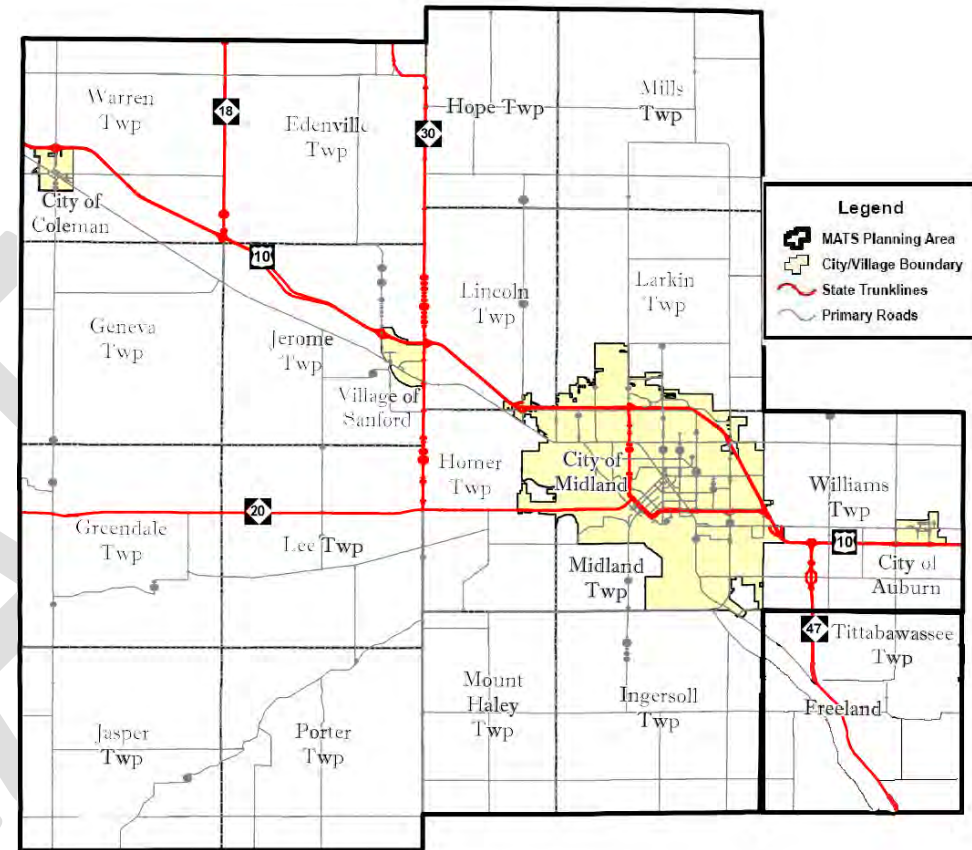 Warren
Twp
18
Edenville
Twp
30
Hope Twp
Mills
Twp
City of
Coleman
10
Legend
MATS Planning Area
City/Village Boundary
State Trunklines
Primary Roads
Geneva
Twp
Jerome
Twp
Lincoln
Twp
Larkin
Twp
Village of
Sanford
Homer
Twp
City of
Midland
Williams
Twp
20
Greendale
Twp
Lee Twp
Midland
Twp
10
City of
Auburn
47
Tittabawassee
Twp
Freeland
Jasper
Twp
Porter
Twp
Mount
Haley
Twp
Ingersoll
Twp